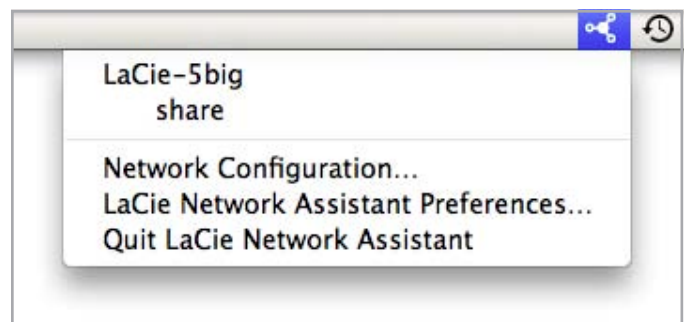 LaCie-5big
share
Network Configuration...
LaCie Network Assistant Preferences...
Quit LaCie Network Assistant